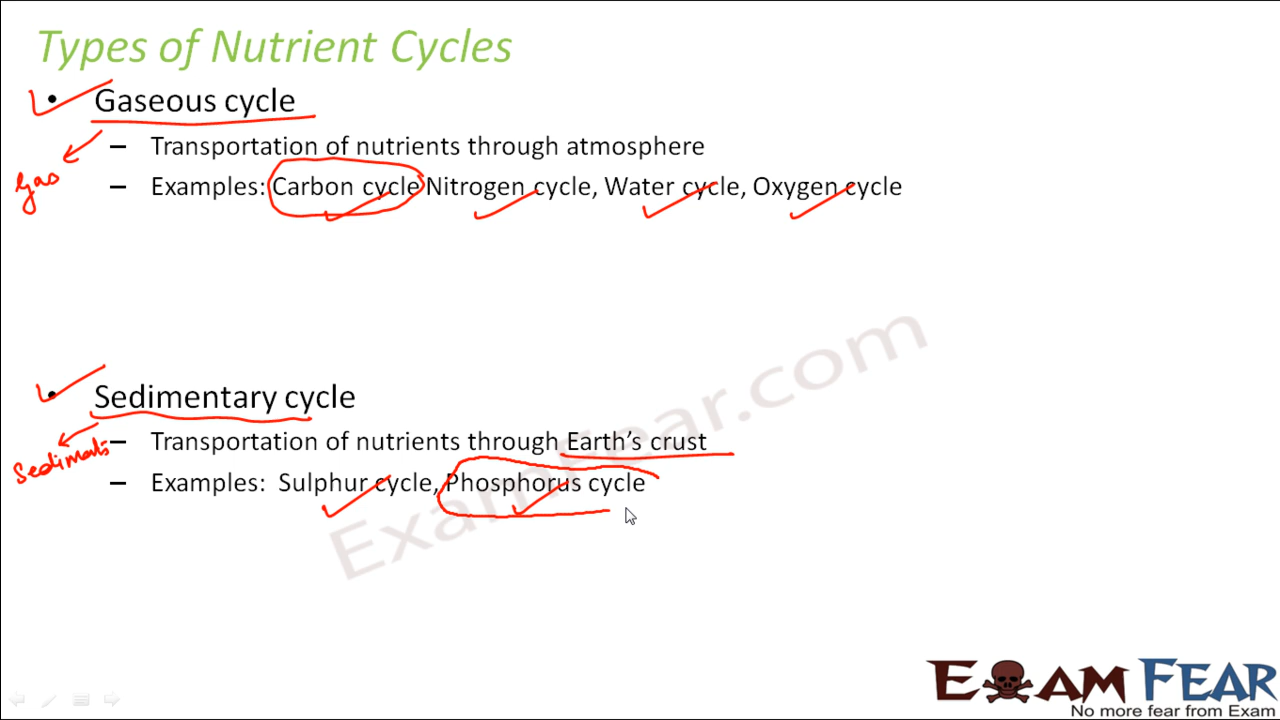 Types of Nutrient Cycles
• Gaseous cycle
– Transportation of nutrients through atmosphere
Gas
– Examples: Carbon cycle Nitrogen cycle, Water cycle, Oxygen cycle
• Sedimentary cycle
– Transportation of nutrients through Earth's crust
Sediments
– Examples: Sulphur cycle, Phosphorus cycle
ExamFear.com
EXAM FEAR
No more fear from Exam